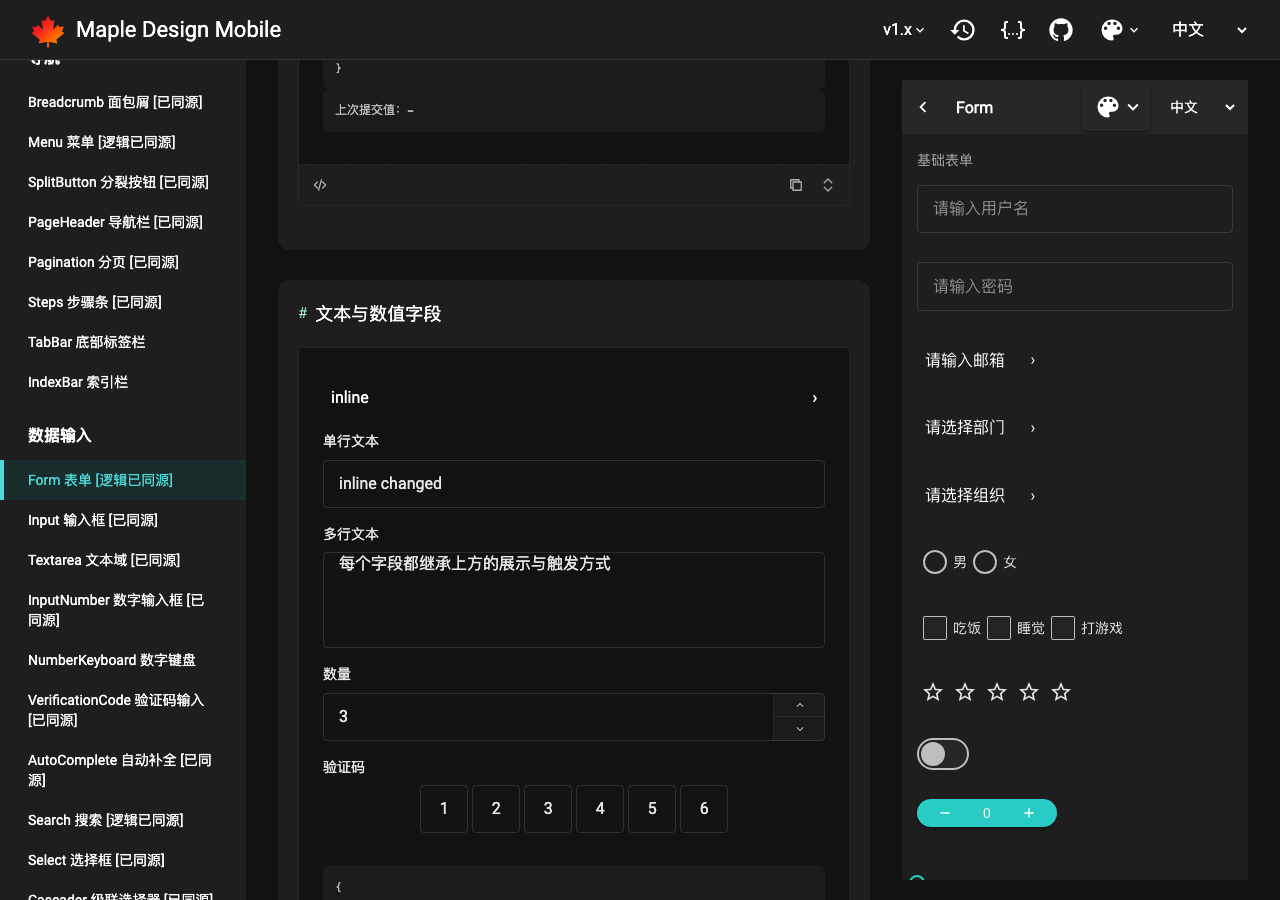 Maple Design Mobile
v1.x
中文
导航
Breadcrumb 面包屑 [已同源]
Menu 菜单 [逻辑已同源]
SplitButton 分裂按钮 [已同源]
PageHeader 导航栏 [已同源]
Pagination 分页 [已同源]
Steps 步骤条 [已同源]
TabBar 底部标签栏
IndexBar 索引栏
数据输入
Form 表单 [逻辑已同源]
Input 输入框 [已同源]
Textarea 文本域 [已同源]
InputNumber 数字输入框 [已
同源]
NumberKeyboard 数字键盘
VerificationCode 验证码输入
[已同源]
AutoComplete 自动补全 [已同
源]
Search 搜索 [逻辑已同源]
Select 选择框 [已同源]
Cascader 级联选择器 [已同源]
}
上次提交值: –
# 文本与数值字段
inline
单行文本
inline changed
多行文本
每个字段都继承上方的展示与触发方式
数量
3
验证码
1 2 3 4 5 6
{
Form
中文
基础表单
请输入用户名
请输入密码
请输入邮箱
请选择部门
请选择组织
男 女
吃饭 睡觉 打游戏
0